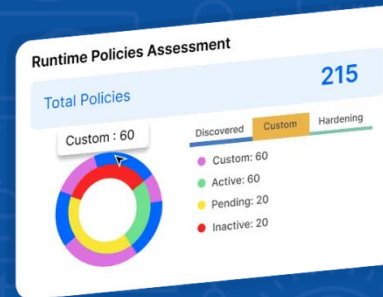 Runtime Policies Assessment
Total Policies 215
Custom : 60
Discovered Custom Hardening
Custom: 60
Active: 60
Pending: 20
Inactive: 20